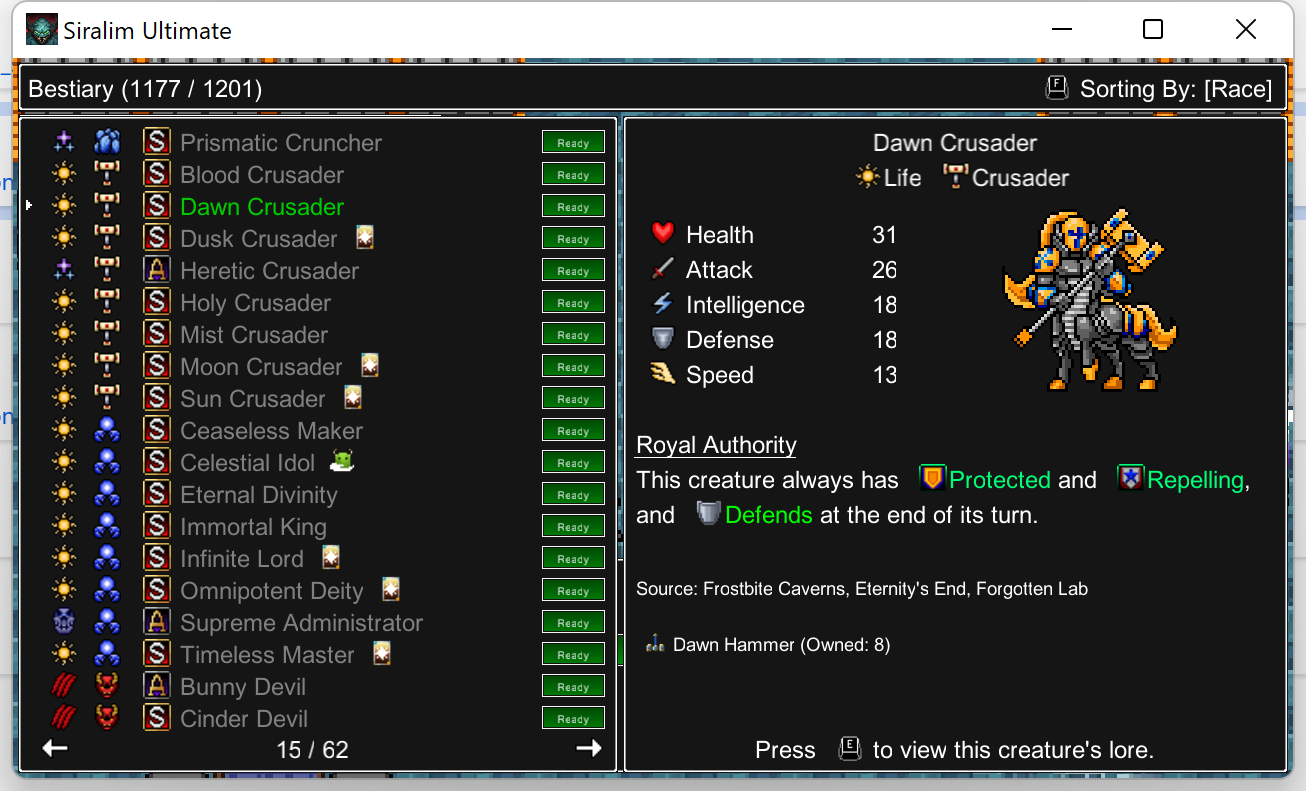 Siralim Ultimate
Bestiary (1177 / 1201)
F Sorting By: [Race]
S Prismatic Cruncher Ready
S Blood Crusader Ready
S Dawn Crusader Ready
S Dusk Crusader Ready
A Heretic Crusader Ready
S Holy Crusader Ready
S Mist Crusader Ready
S Moon Crusader Ready
S Sun Crusader Ready
S Ceaseless Maker Ready
S Celestial Idol Ready
S Eternal Divinity Ready
S Immortal King Ready
S Infinite Lord Ready
S Omnipotent Deity Ready
A Supreme Administrator Ready
S Timeless Master Ready
A Bunny Devil Ready
S Cinder Devil Ready
15 / 62
Dawn Crusader
Life Crusader
Health 31
Attack 26
Intelligence 18
Defense 18
Speed 13
Royal Authority
This creature always has Protected and Repelling,
and Defends at the end of its turn.
Source: Frostbite Caverns, Eternity's End, Forgotten Lab
Dawn Hammer (Owned: 8)
Press E to view this creature's lore.